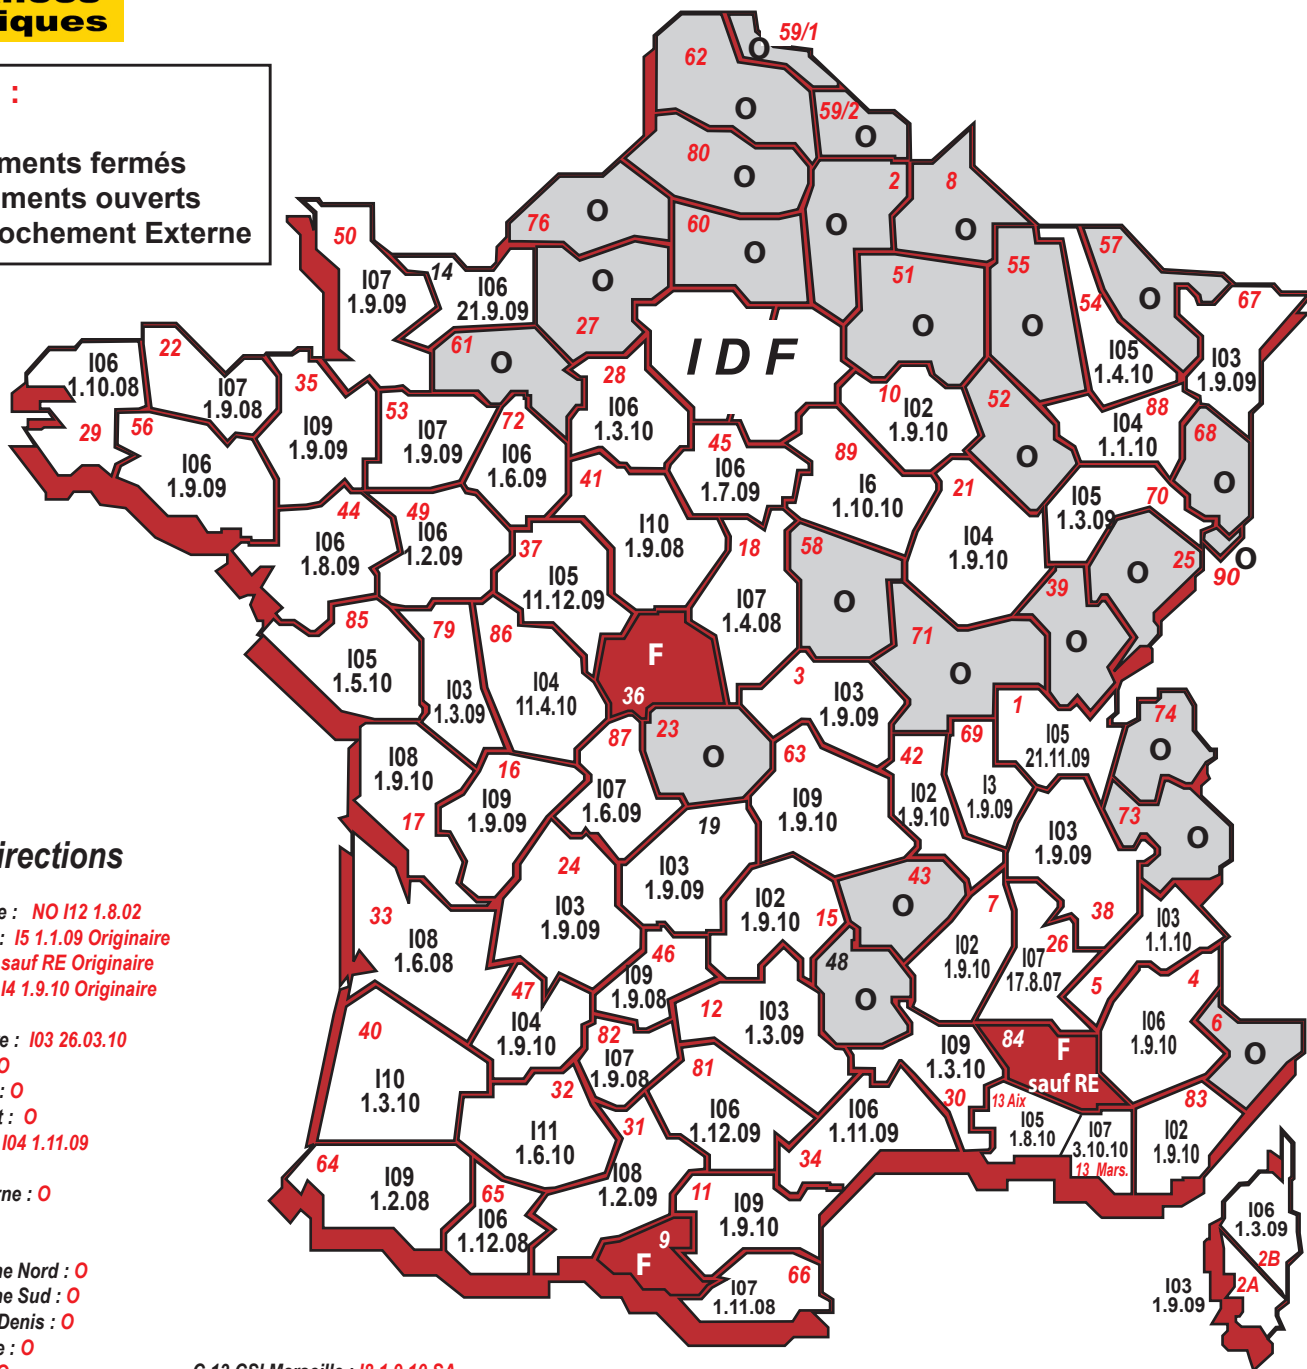 iques
:
ments fermés
ments ouverts
ochement Externe
59/1
O
62
O
59/2
O
80
O
2
O
8
O
76
O
60
O
50
I07
1.9.09
14
I06
21.9.09
O
27
51
O
55
O
57
O
54
I05
1.4.10
67
I03
1.9.09
61
O
IDF
22
I07
1.9.08
I06
1.10.08
29
35
I09
1.9.09
28
I06
1.3.10
10
I02
1.9.10
52
O
88
I04
1.1.10
68
O
56
I06
1.9.09
53
I07
1.9.09
72
I06
1.6.09
45
I06
1.7.09
89
I6
1.10.10
21
I04
1.9.10
70
I05
1.3.09
41
I10
1.9.08
44
I06
1.8.09
49
I06
1.2.09
37
I05
11.12.09
18
I07
1.4.08
58
O
39
O
25
O
90
O
85
I05
1.5.10
79
I03
1.3.09
86
I04
11.4.10
F
36
71
O
3
I03
1.9.09
1
I05
21.11.09
74
O
I08
1.9.10
17
16
I09
1.9.09
87
I07
1.6.09
23
O
63
I09
1.9.10
42
I02
1.9.10
69
I3
1.9.09
73
O
I03
1.9.09
38
19
I03
1.9.09
irections
24
I03
1.9.09
43
O
e : NO I12 1.8.02
: I5 1.1.09 Originaire
sauf RE Originaire
I4 1.9.10 Originaire
33
I08
1.6.08
I02
1.9.10
15
7
I02
1.9.10
26
I07
17.8.07
I03
1.1.10
5
46
I09
1.9.08
48
O
4
I06
1.9.10
6
O
47
I04
1.9.10
12
I03
1.3.09
e : I03 26.03.10
O
: O
t : O
I04 1.11.09
rne : O
40
I10
1.3.10
82
I07
1.9.08
84
F
sauf RE
I09
1.3.10
30
81
I06
1.12.09
32
I11
1.6.10
31
I08
1.2.09
I06
1.11.09
34
13 Aix
I05
1.8.10
I07
3.10.10
13 Mars.
83
I02
1.9.10
64
I09
1.2.08
65
I06
1.12.08
11
I09
1.9.10
9
F
66
I07
1.11.08
I06
1.3.09
2B
2A
I03
1.9.09
ne Nord : O
ne Sud : O
Denis : O
e : O
C 13 CSI Marseille : I8 1.9.10 SA